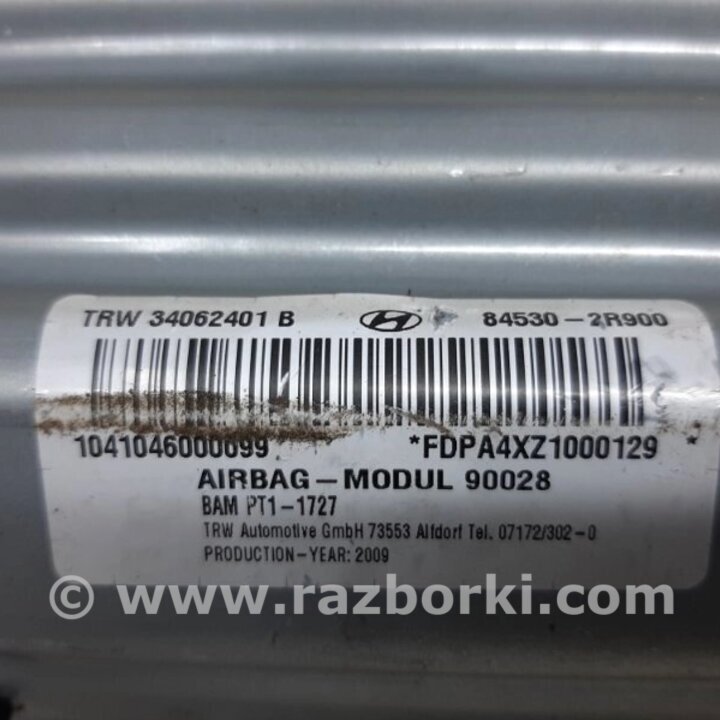 TRW 34062401 B 84530-2R900
1041046000099 *FDPA4XZ1000129 *
AIRBAG-MODUL 90028
BAM PT1-1727
TRW Automotive GmbH 73553 Alfdorf Tel. 07172/302-0
PRODUCTION-YEAR: 2009
© www.razborki.com